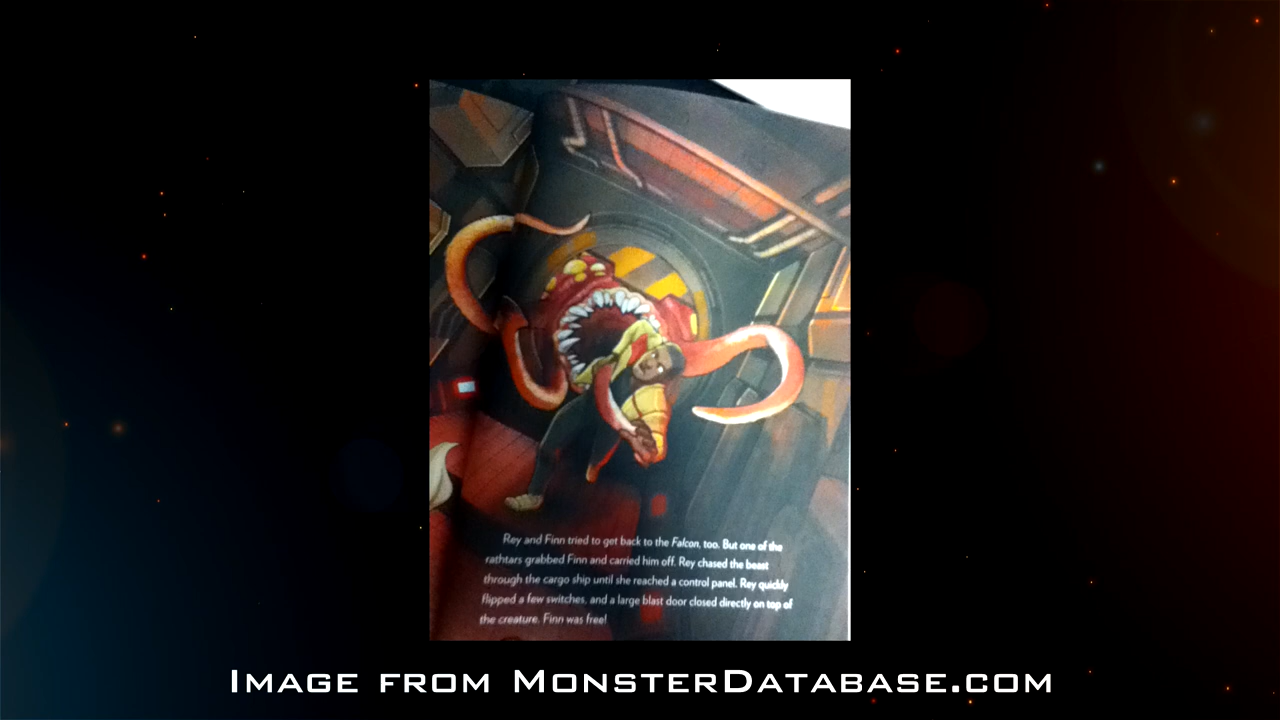 Rey and Finn tried to get back to the Falcon, too. But one of the
rathtars grabbed Finn and carried him off. Rey chased the beast
through the cargo ship until she reached a control panel. Rey quickly
flipped a few switches, and a large blast door closed directly on top of
the creature. Finn was free!
Image from MonsterDatabase.com